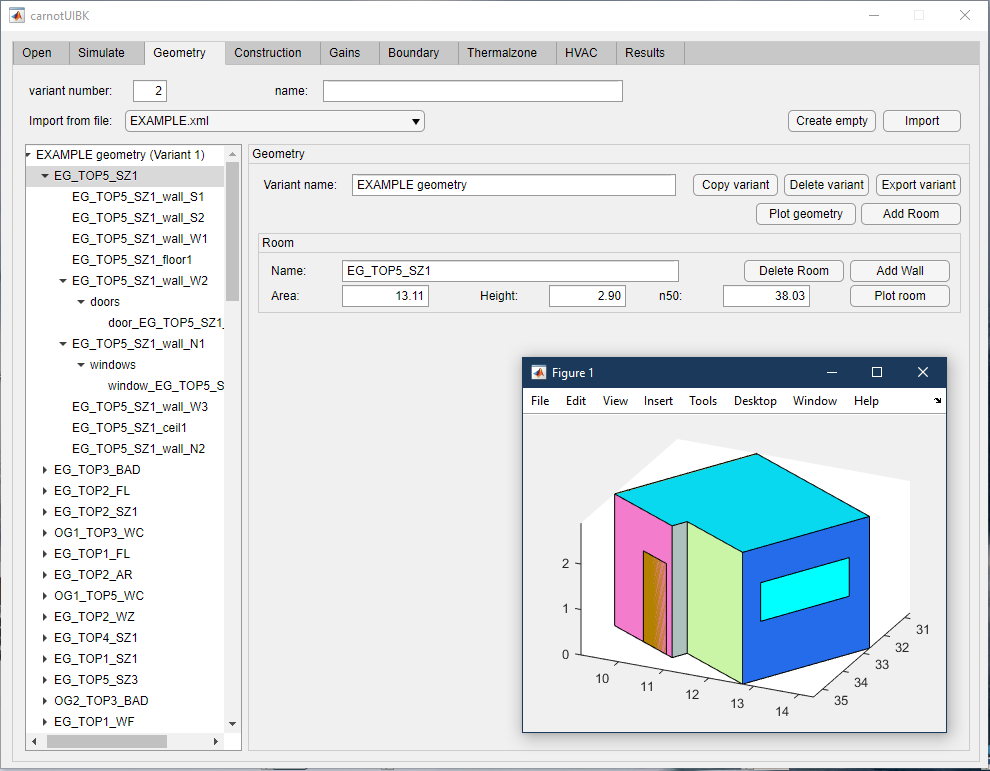 carnotUIBK
Open Simulate Geometry Construction Gains Boundary Thermalzone HVAC Results
variant number: 2 name:
Import from file: EXAMPLE.xml Create empty Import
EXAMPLE geometry (Variant 1)
EG_TOP5_SZ1
EG_TOP5_SZ1_wall_S1
EG_TOP5_SZ1_wall_S2
EG_TOP5_SZ1_wall_W1
EG_TOP5_SZ1_floor1
EG_TOP5_SZ1_wall_W2
doors
door_EG_TOP5_SZ1_
EG_TOP5_SZ1_wall_N1
windows
window_EG_TOP5_S
EG_TOP5_SZ1_wall_W3
EG_TOP5_SZ1_ceil1
EG_TOP5_SZ1_wall_N2
EG_TOP3_BAD
EG_TOP2_FL
EG_TOP2_SZ1
OG1_TOP3_WC
EG_TOP1_FL
EG_TOP2_AR
OG1_TOP5_WC
EG_TOP2_WZ
EG_TOP4_SZ1
EG_TOP1_SZ1
EG_TOP5_SZ3
OG2_TOP3_BAD
EG_TOP1_WF
Geometry
Variant name: EXAMPLE geometry Copy variant Delete variant Export variant
Plot geometry Add Room
Room
Name: EG_TOP5_SZ1 Delete Room Add Wall
Area: 13.11 Height: 2.90 n50: 38.03 Plot room
Figure 1
File Edit View Insert Tools Desktop Window Help
2
1
0
10 11 12 13 14
35 34 33 32 31